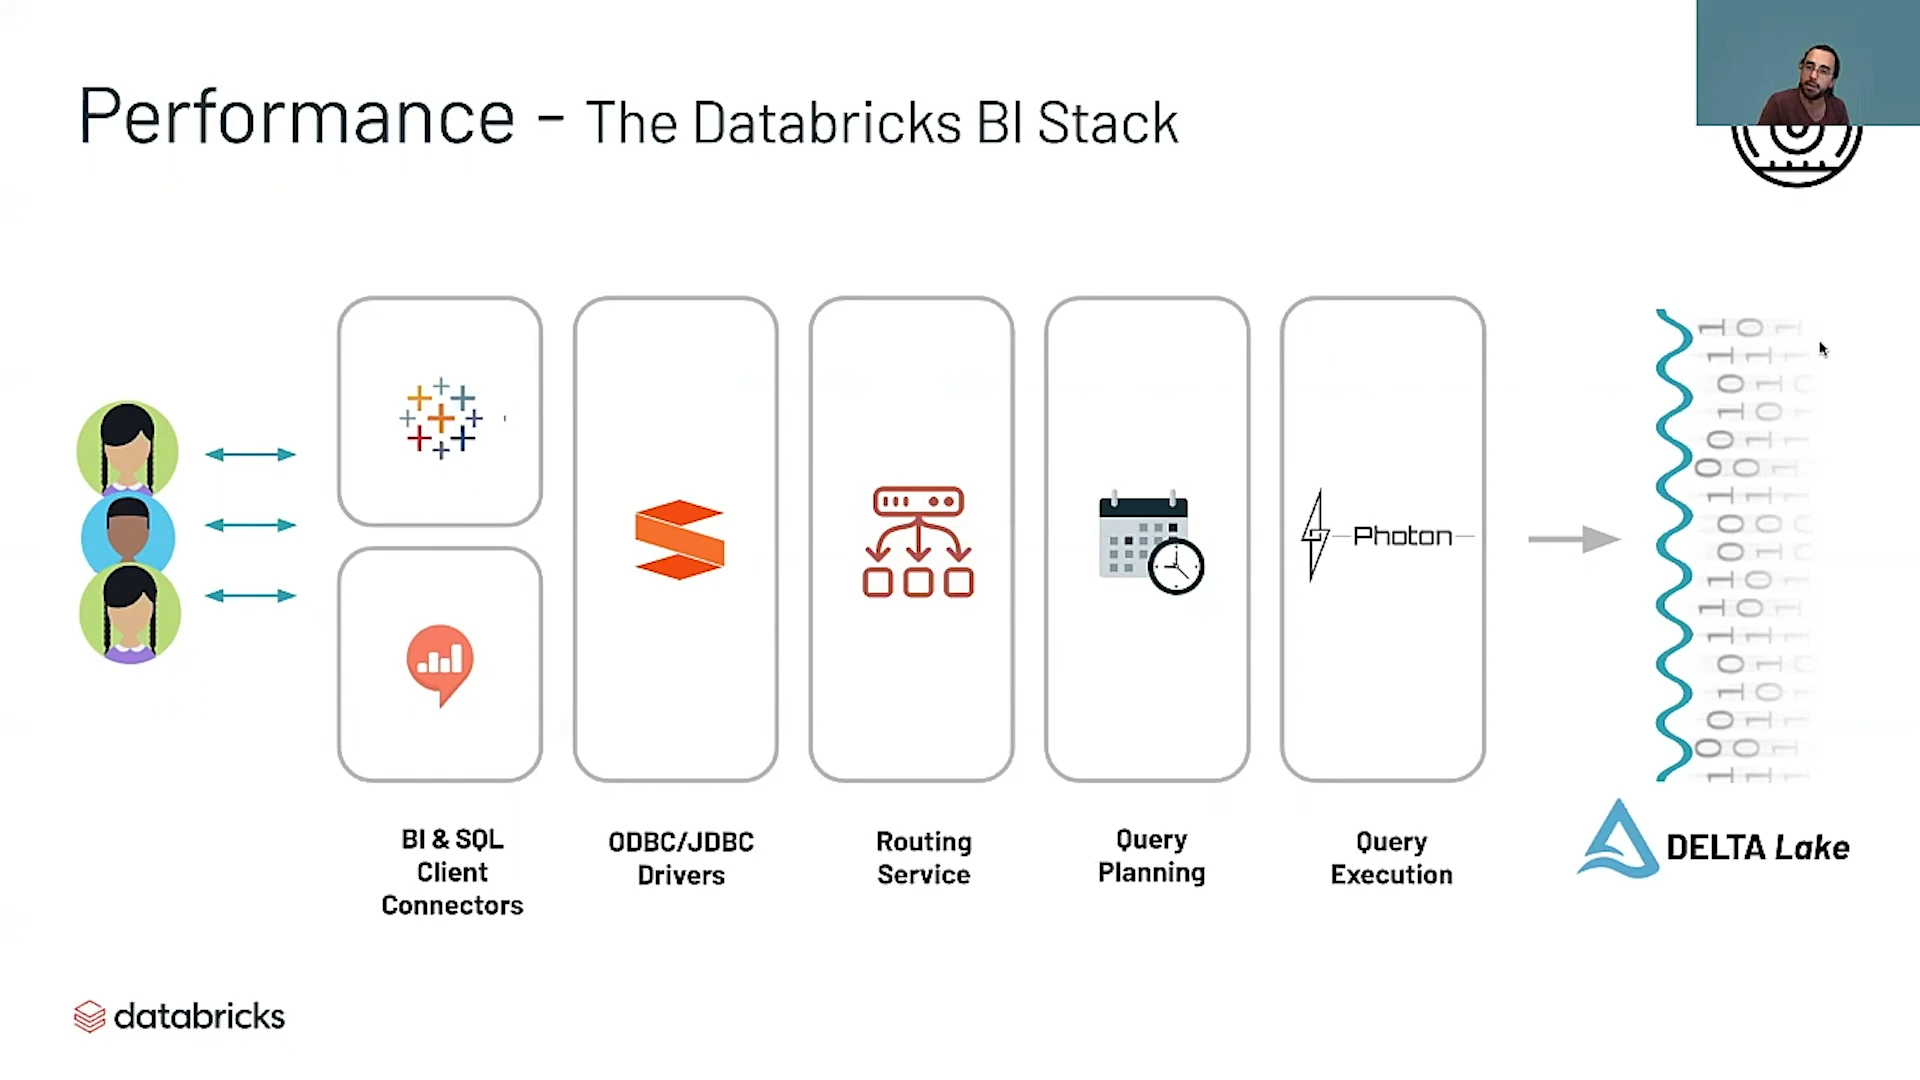 Performance - The Databricks BI Stack
Photon
BI & SQL
Client
Connectors
ODBC/JDBC
Drivers
Routing
Service
Query
Planning
Query
Execution
DELTA Lake
databricks